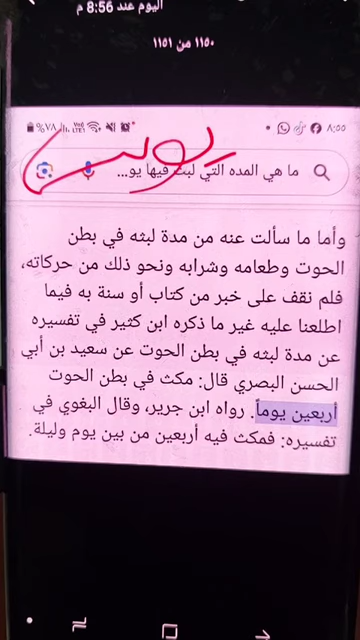 اليوم عند 8:56 م
١١٥٠ من ١١٥١
٨:٥٥
%٧٨
يونس
ما هي المده التي لبث فيها يو...
وأما ما سألت عنه من مدة لبثه في بطن
الحوت وطعامه وشرابه ونحو ذلك من حركاته،
فلم نقف على خبر من كتاب أو سنة به فيما
اطلعنا عليه غير ما ذكره ابن كثير في تفسيره
عن مدة لبثه في بطن الحوت عن سعيد بن أبي
الحسن البصري قال: مكث في بطن الحوت
أربعين يوماً. رواه ابن جرير، وقال البغوي في
تفسيره: فمكث فيه أربعين من بين يوم وليلة.